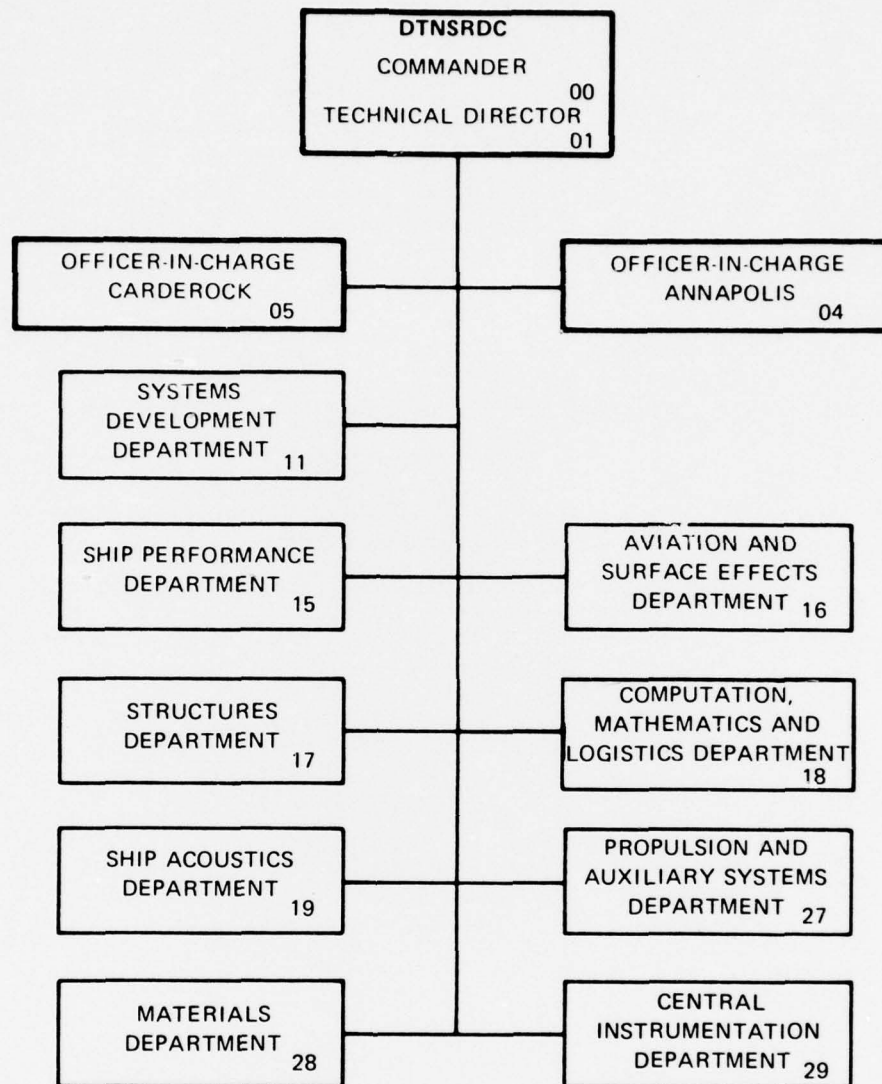 DTNSRDC
COMMANDER
00
TECHNICAL DIRECTOR
01
OFFICER-IN-CHARGE
CARDEROCK
05
OFFICER-IN-CHARGE
ANNAPOLIS
04
SYSTEMS
DEVELOPMENT
DEPARTMENT
11
SHIP PERFORMANCE
DEPARTMENT
15
AVIATION AND
SURFACE EFFECTS
DEPARTMENT
16
STRUCTURES
DEPARTMENT
17
COMPUTATION,
MATHEMATICS AND
LOGISTICS DEPARTMENT
18
SHIP ACOUSTICS
DEPARTMENT
19
PROPULSION AND
AUXILIARY SYSTEMS
DEPARTMENT
27
MATERIALS
DEPARTMENT
28
CENTRAL
INSTRUMENTATION
DEPARTMENT
29